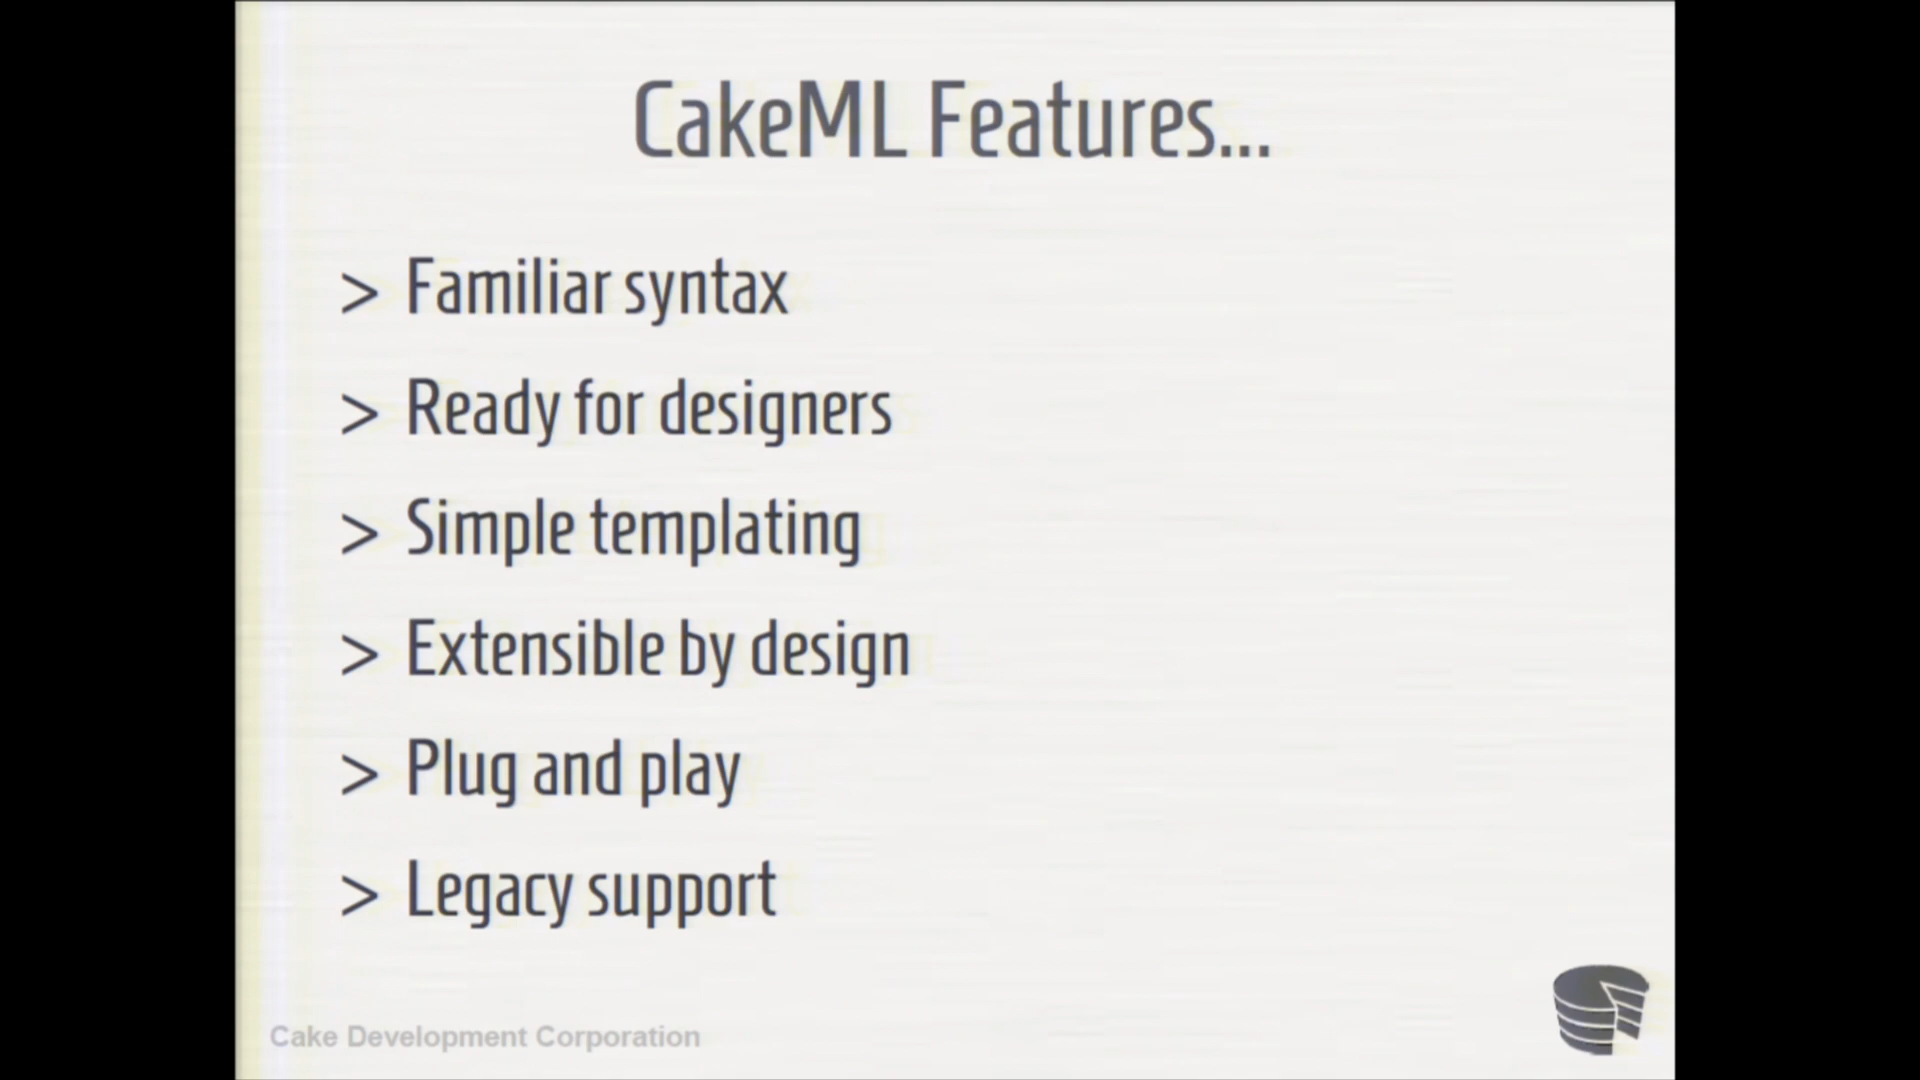 CakeML Features...
> Familiar syntax
> Ready for designers
> Simple templating
> Extensible by design
> Plug and play
> Legacy support
Cake Development Corporation